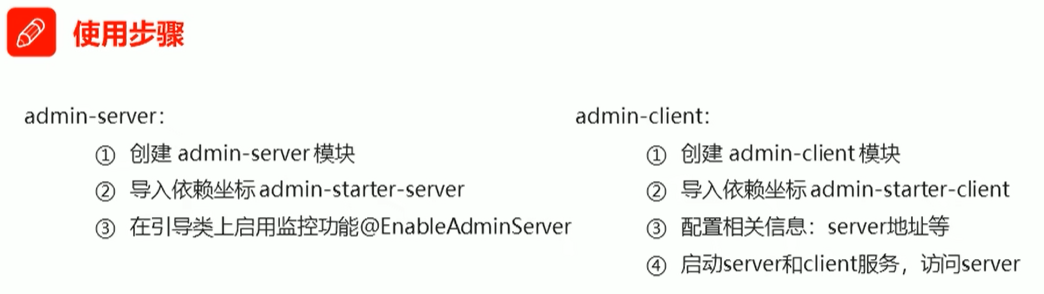 使用步骤
admin-server：
① 创建 admin-server 模块
② 导入依赖坐标 admin-starter-server
③ 在引导类上启用监控功能@EnableAdminServer
admin-client：
① 创建 admin-client 模块
② 导入依赖坐标 admin-starter-client
③ 配置相关信息：server地址等
④ 启动server和client服务，访问server